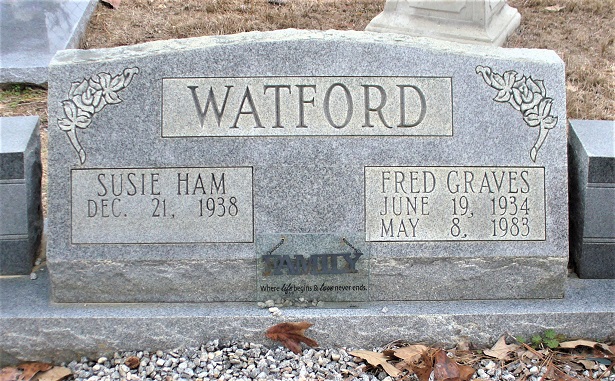 WATFORD
SUSIE HAM
DEC. 21, 1938
FRED GRAVES
JUNE 19, 1934
MAY 8, 1983
FAMILY
Where life begins & love never ends.